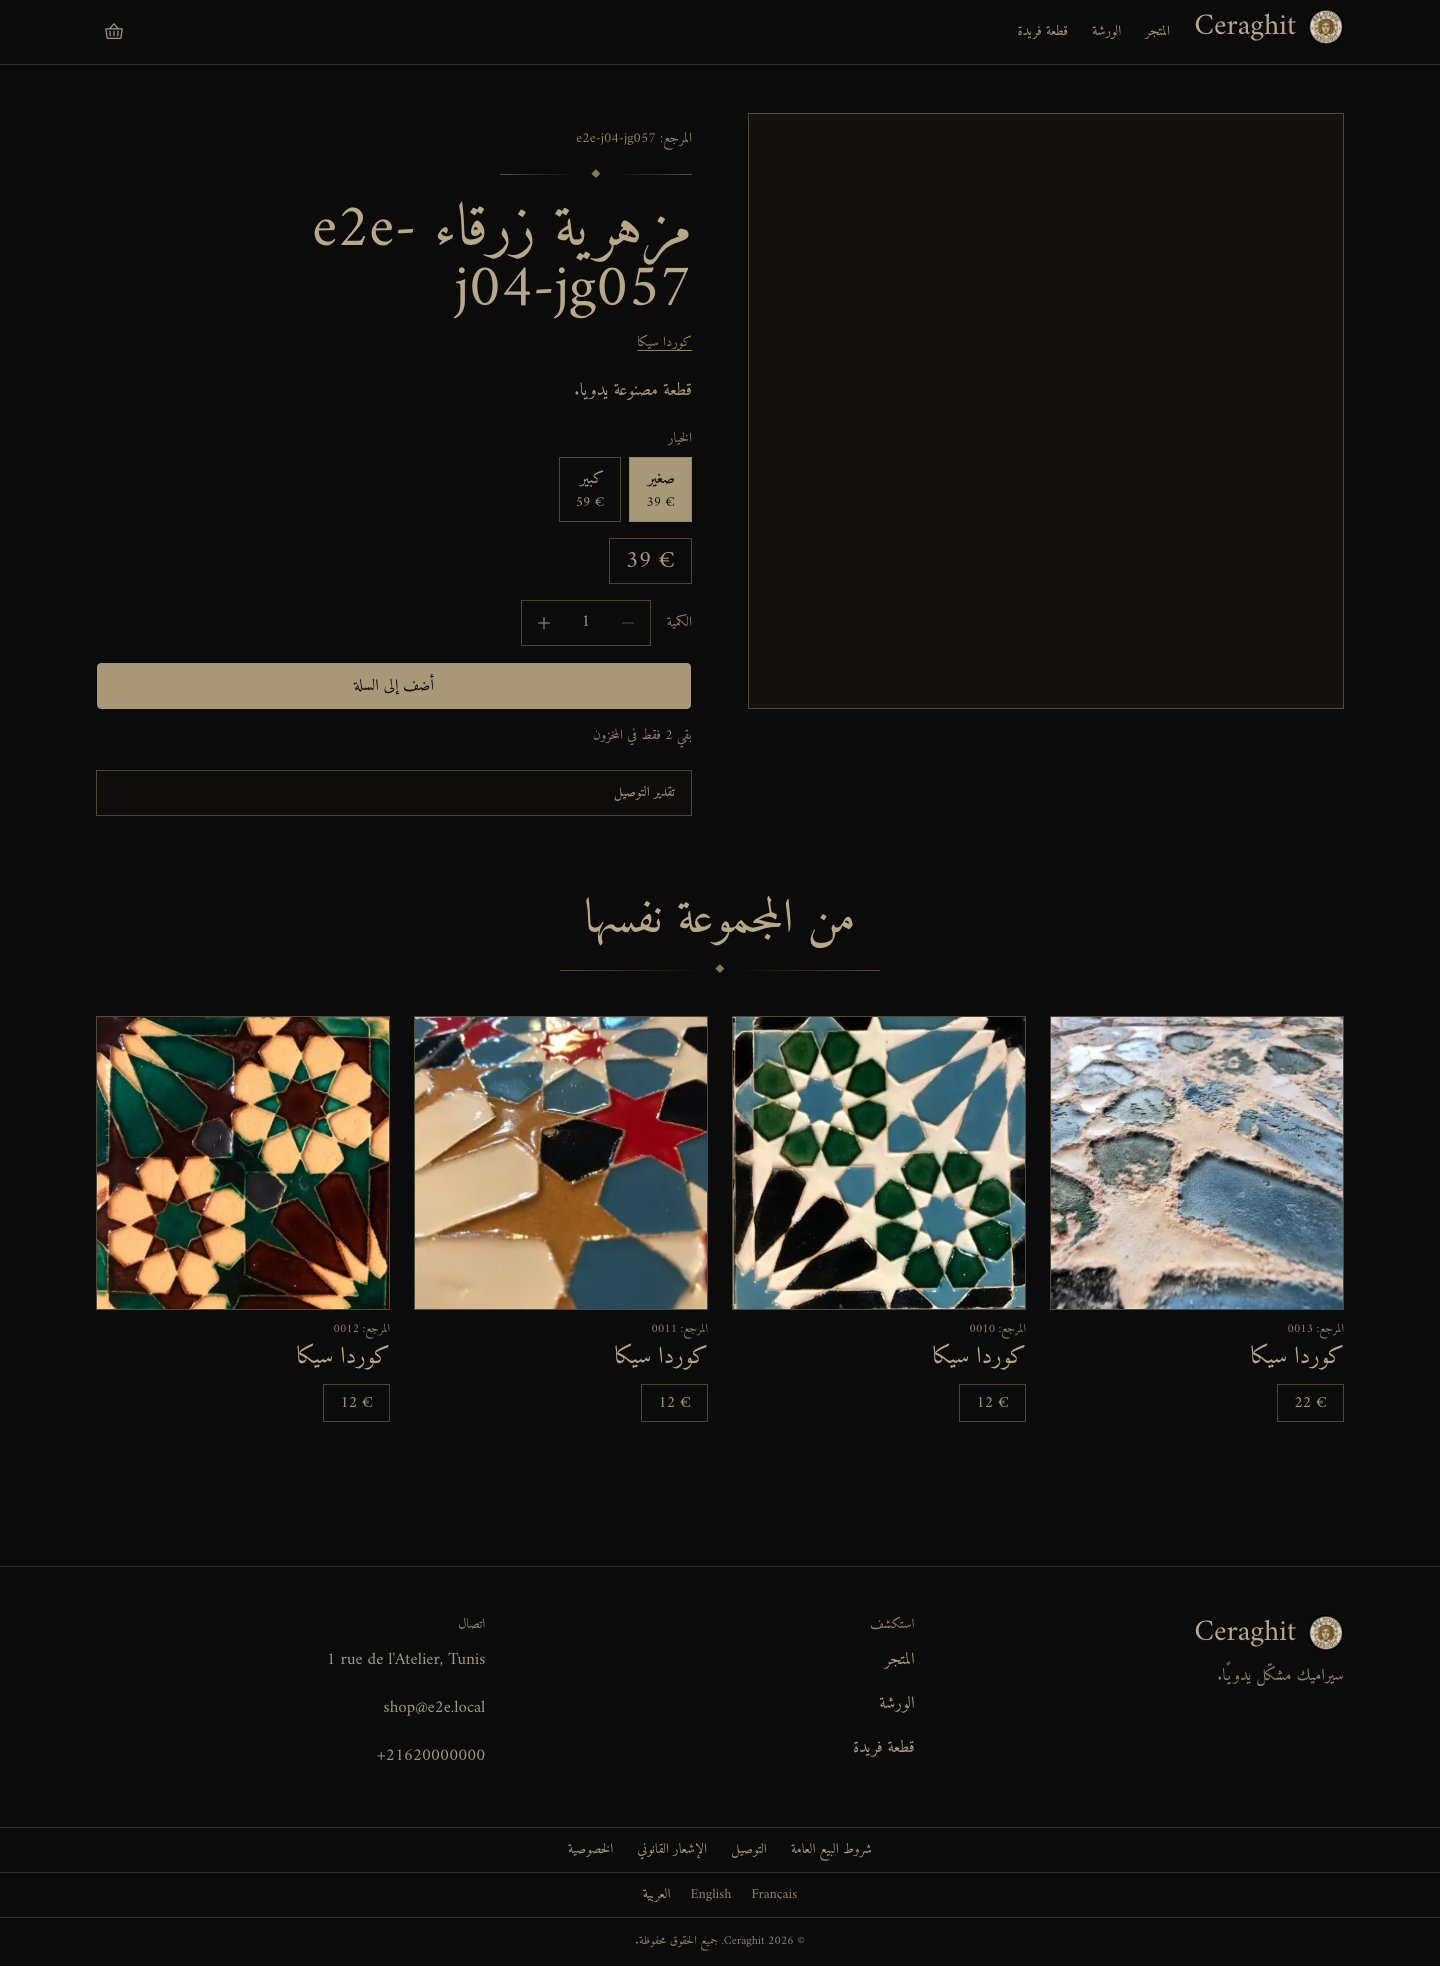 Ceraghit
المتجر
الورشة
قطعة فريدة
المرجع: e2e-j04-jg057
مزهرية زرقاء e2e-
j04-jg057
كوردا سيكا
قطعة مصنوعة يدويا.
الخيار
صغير
39 €
كبير
59 €
39 €
الكمية
1
أضف إلى السلة
بقي 2 فقط في المخزون
تقدير التوصيل
من المجموعة نفسها
المرجع: 0013
كوردا سيكا
22 €
المرجع: 0010
كوردا سيكا
12 €
المرجع: 0011
كوردا سيكا
12 €
المرجع: 0012
كوردا سيكا
12 €
Ceraghit
سيراميك مشكّل يدويًا.
استكشف
المتجر
الورشة
قطعة فريدة
اتصال
1 rue de l'Atelier, Tunis
shop@e2e.local
+21620000000
شروط البيع العامة
التوصيل
الإشعار القانوني
الخصوصية
Français
English
العربية
© 2026 Ceraghit. جميع الحقوق محفوظة.